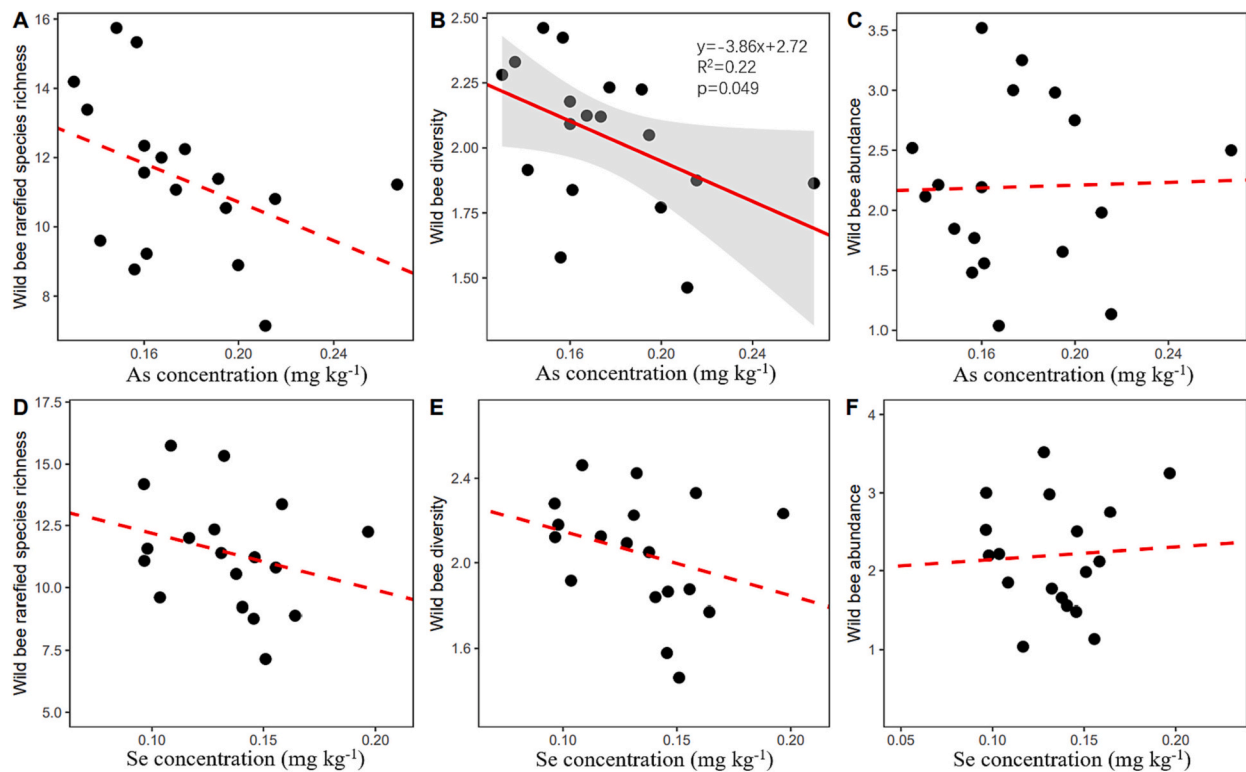 A
Wild bee rarefied species richness
16
14
12
10
8
0.16
0.20
0.24
As concentration (mg kg⁻¹)
B
Wild bee diversity
2.50
2.25
2.00
1.75
1.50
y=-3.86x+2.72
R²=0.22
p=0.049
0.16
0.20
0.24
As concentration (mg kg⁻¹)
C
Wild bee abundance
3.5
3.0
2.5
2.0
1.5
1.0
0.16
0.20
0.24
As concentration (mg kg⁻¹)
D
Wild bee rarefied species richness
17.5
15.0
12.5
10.0
7.5
5.0
0.10
0.15
0.20
Se concentration (mg kg⁻¹)
E
Wild bee diversity
2.4
2.0
1.6
0.10
0.15
0.20
Se concentration (mg kg⁻¹)
F
Wild bee abundance
4
3
2
1
0.05
0.10
0.15
0.20
Se concentration (mg kg⁻¹)